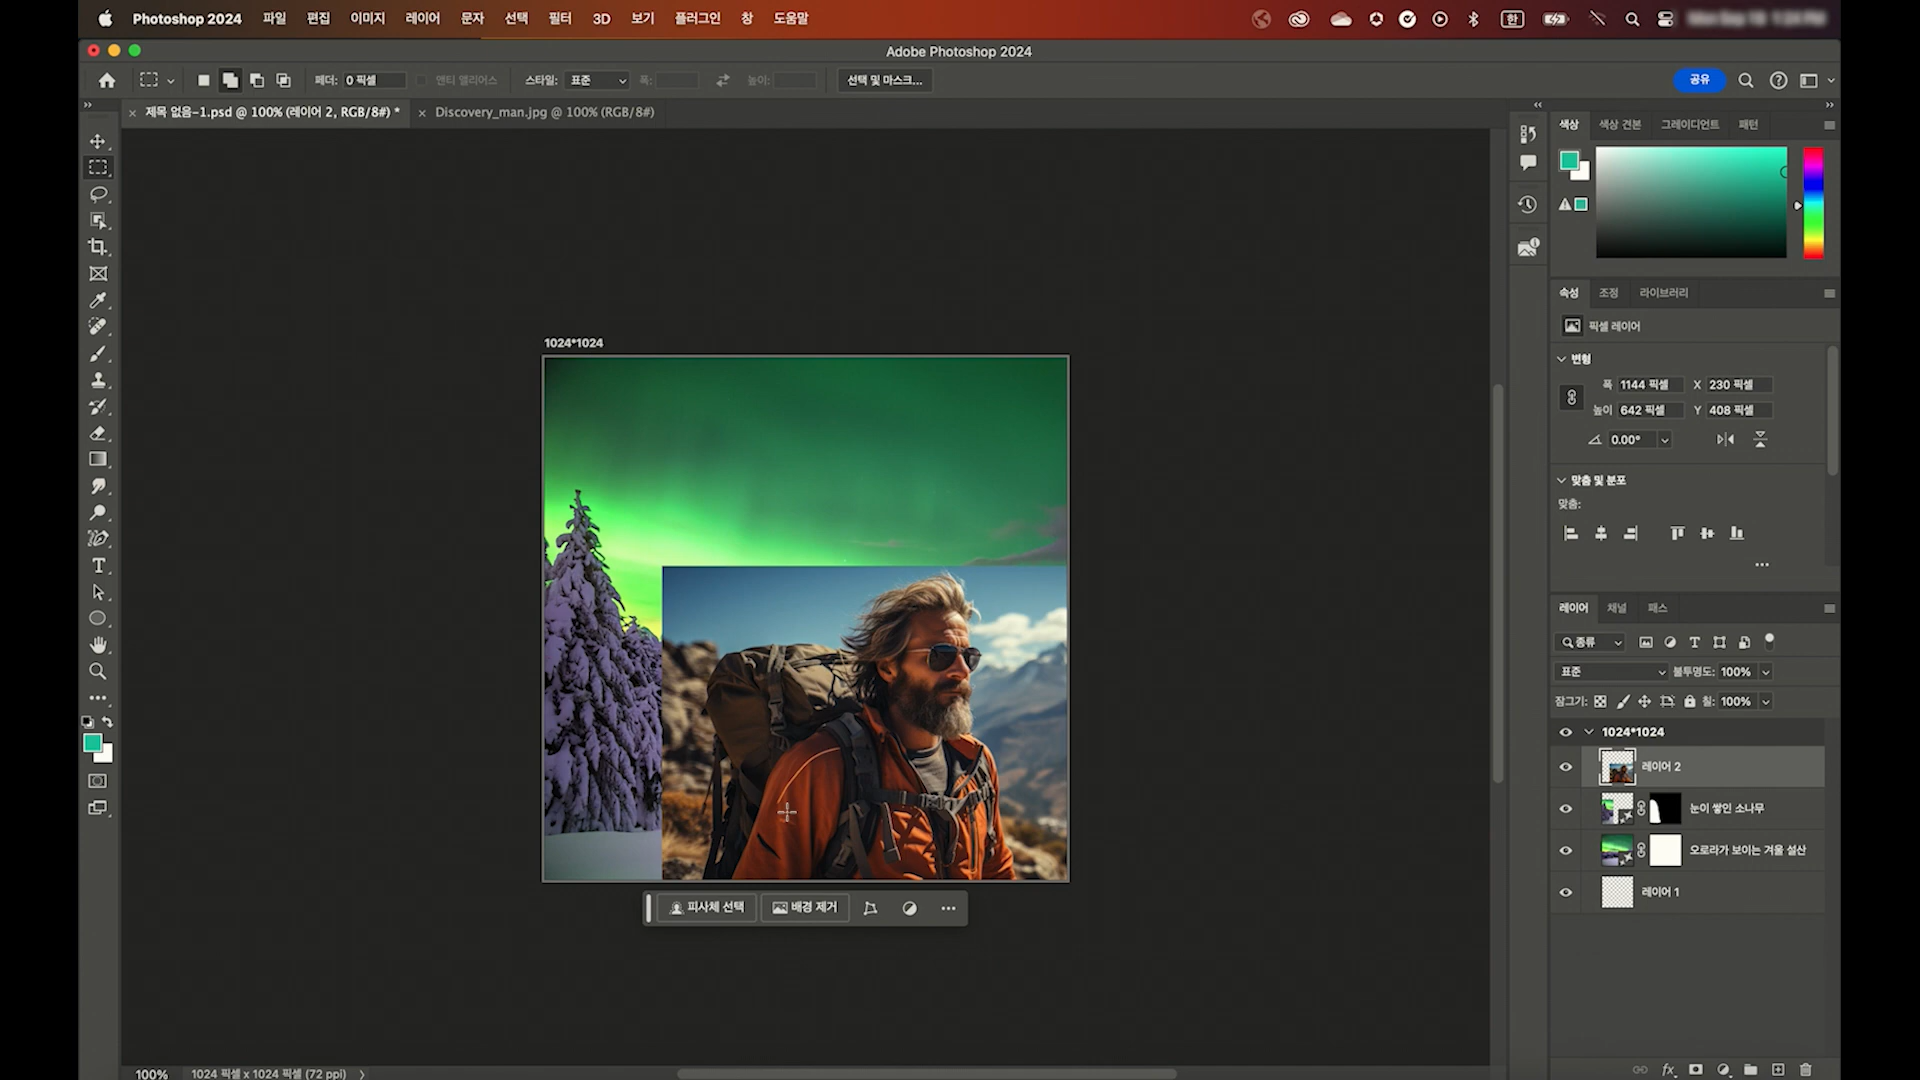 Photoshop 2024 파일 편집 이미지 레이어 문자 선택 필터 3D 보기 플러그인 창 도움말 한
Adobe Photoshop 2024
페더: 0 픽셀 앤티 앨리어스 스타일: 표준 폭: 높이: 선택 및 마스크... 공유
제목 없음-1.psd @ 100% (레이어 2, RGB/8#) * Discovery_man.jpg @ 100% (RGB/8#)
색상 색상 견본 그레이디언트 패턴
속성 조정 라이브러리
픽셀 레이어
변형
폭 1144 픽셀 X 230 픽셀
높이 642 픽셀 Y 408 픽셀
0.00°
맞춤 및 분포
맞춤:
1024*1024
피사체 선택 배경 제거
레이어 채널 패스
종류
표준 불투명도: 100%
잠그기: 칠: 100%
1024*1024
레이어 2
눈이 쌓인 소나무
오로라가 보이는 겨울 설산
레이어 1
100% 1024 픽셀 x 1024 픽셀 (72 ppi)